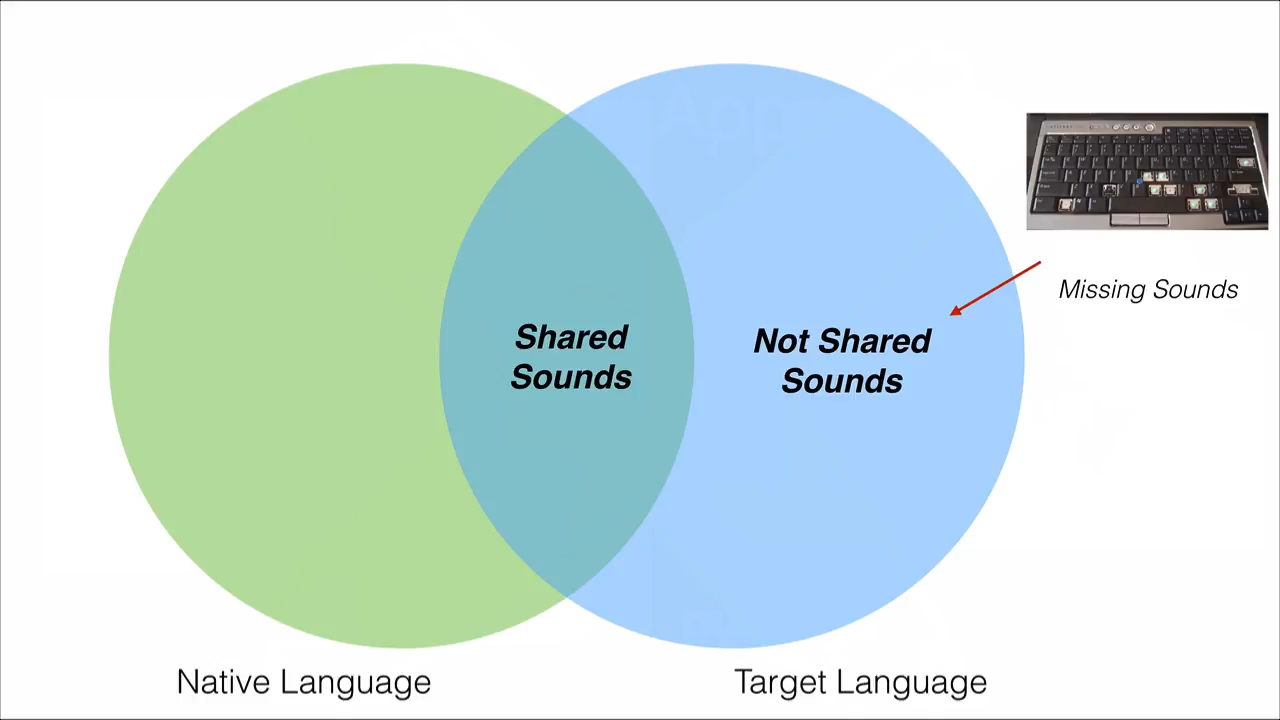 Shared
Sounds
Not Shared
Sounds
Missing Sounds
Native Language
Target Language